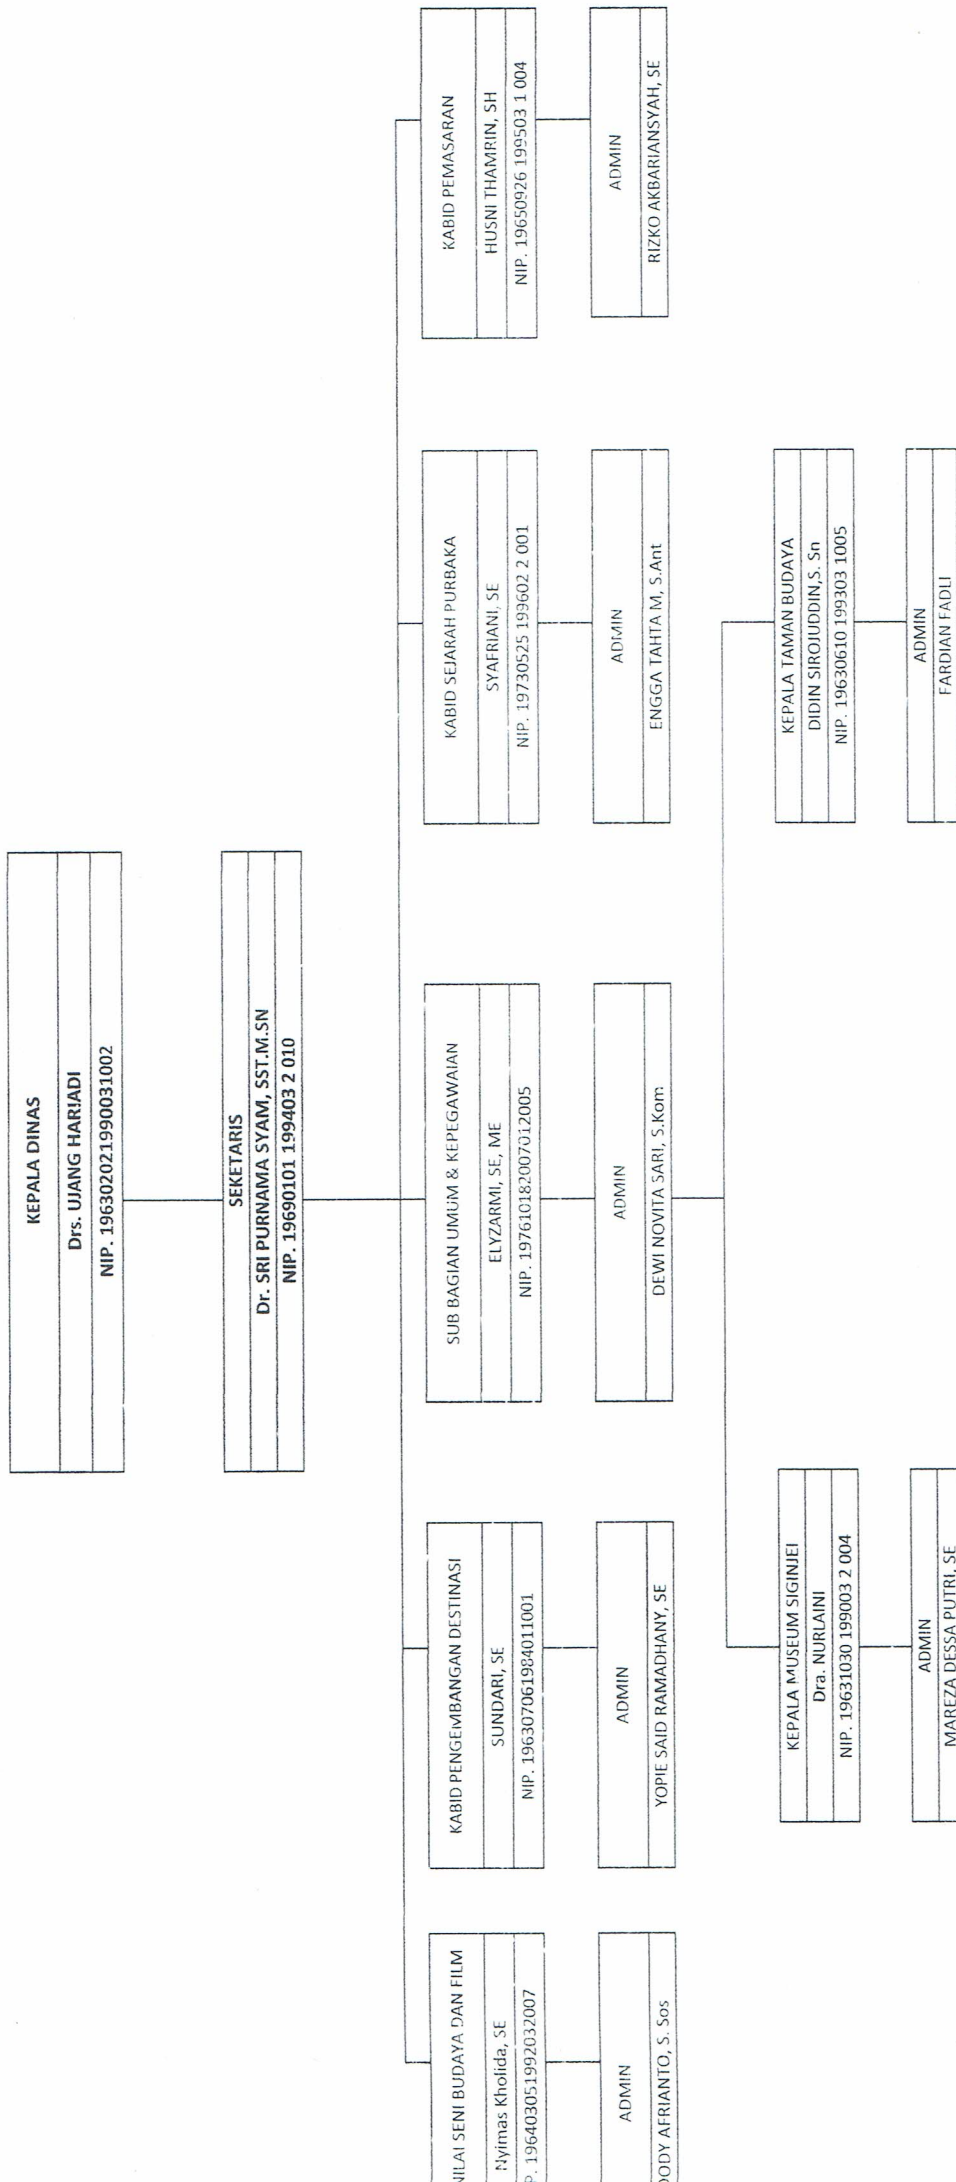 KEPALA DINAS
Drs. UJANG HARIADI
NIP. 196302021990031002
SEKETARIS
Dr. SRI PURNAMA SYAM, SST.M.SN
NIP. 19690101 199403 2 010
NILAI SENI BUDAYA DAN FILM
Nyimas Kholida, SE
P. 196403051992032007
ADMIN
DODY AFRIANTO, S. Sos
KABID PENGEMBANGAN DESTINASI
SUNDARI, SE
NIP. 196307061984011001
ADMIN
YOPIE SAID RAMADHANY, SE
SUB BAGIAN UMUM & KEPEGAWAIAN
ELYZARMI, SE, ME
NIP. 197610182007012005
ADMIN
DEWI NOVITA SARI, S.Kom
KABID SEJARAH PURBAKA
SYAFRIANI, SE
NIP. 19730525 199602 2 001
ADMIN
ENGGA TAHTA M, S.Ant
KABID PEMASARAN
HUSNI THAMRIN, SH
NIP. 19650926 199503 1 004
ADMIN
RIZKO AKBARIANSYAH, SE
KEPALA MUSEUM SIGINJEI
Dra. NURLAINI
NIP. 19631030 199003 2 004
ADMIN
MAREZA DESSA PUTRI, SE
KEPALA TAMAN BUDAYA
DIDIN SIROJUDDIN,S. Sn
NIP. 19630610 199303 1005
ADMIN
FARDIAN FADLI